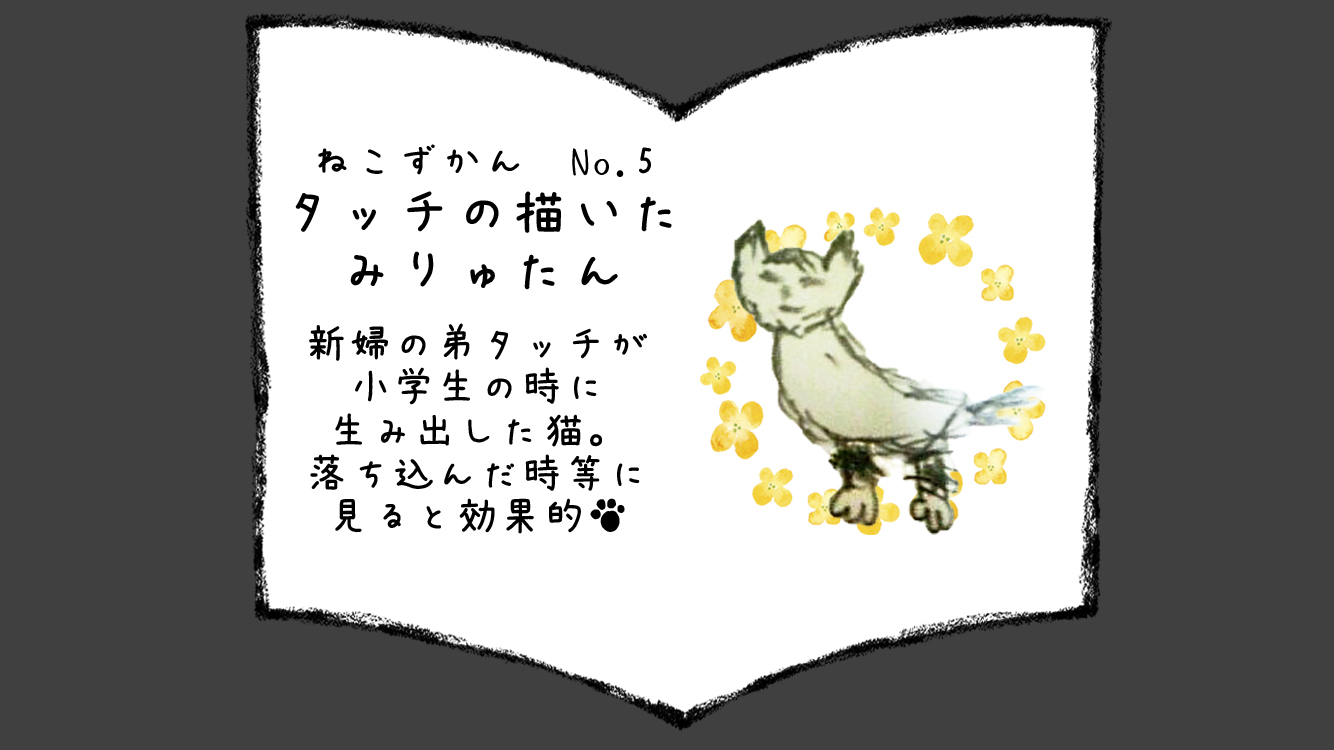 ねこずかん　No.5
タッチの描いた
みりゅたん
新婦の弟タッチが
小学生の時に
生み出した猫。
落ち込んだ時等に
見ると効果的🐾